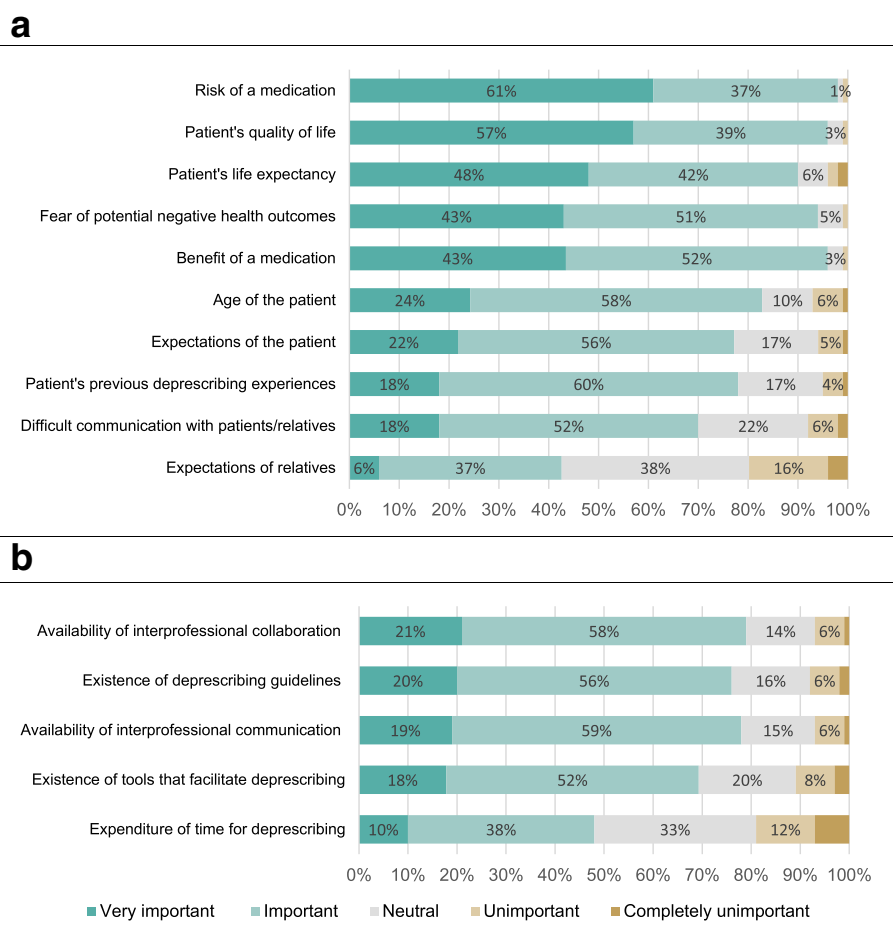 a
Risk of a medication 61% 37% 1%
Patient's quality of life 57% 39% 3%
Patient's life expectancy 48% 42% 6%
Fear of potential negative health outcomes 43% 51% 5%
Benefit of a medication 43% 52% 3%
Age of the patient 24% 58% 10% 6%
Expectations of the patient 22% 56% 17% 5%
Patient's previous deprescribing experiences 18% 60% 17% 4%
Difficult communication with patients/relatives 18% 52% 22% 6%
Expectations of relatives 6% 37% 38% 16%
0% 10% 20% 30% 40% 50% 60% 70% 80% 90% 100%
b
Availability of interprofessional collaboration 21% 58% 14% 6%
Existence of deprescribing guidelines 20% 56% 16% 6%
Availability of interprofessional communication 19% 59% 15% 6%
Existence of tools that facilitate deprescribing 18% 52% 20% 8%
Expenditure of time for deprescribing 10% 38% 33% 12%
0% 10% 20% 30% 40% 50% 60% 70% 80% 90% 100%
Very important Important Neutral Unimportant Completely unimportant